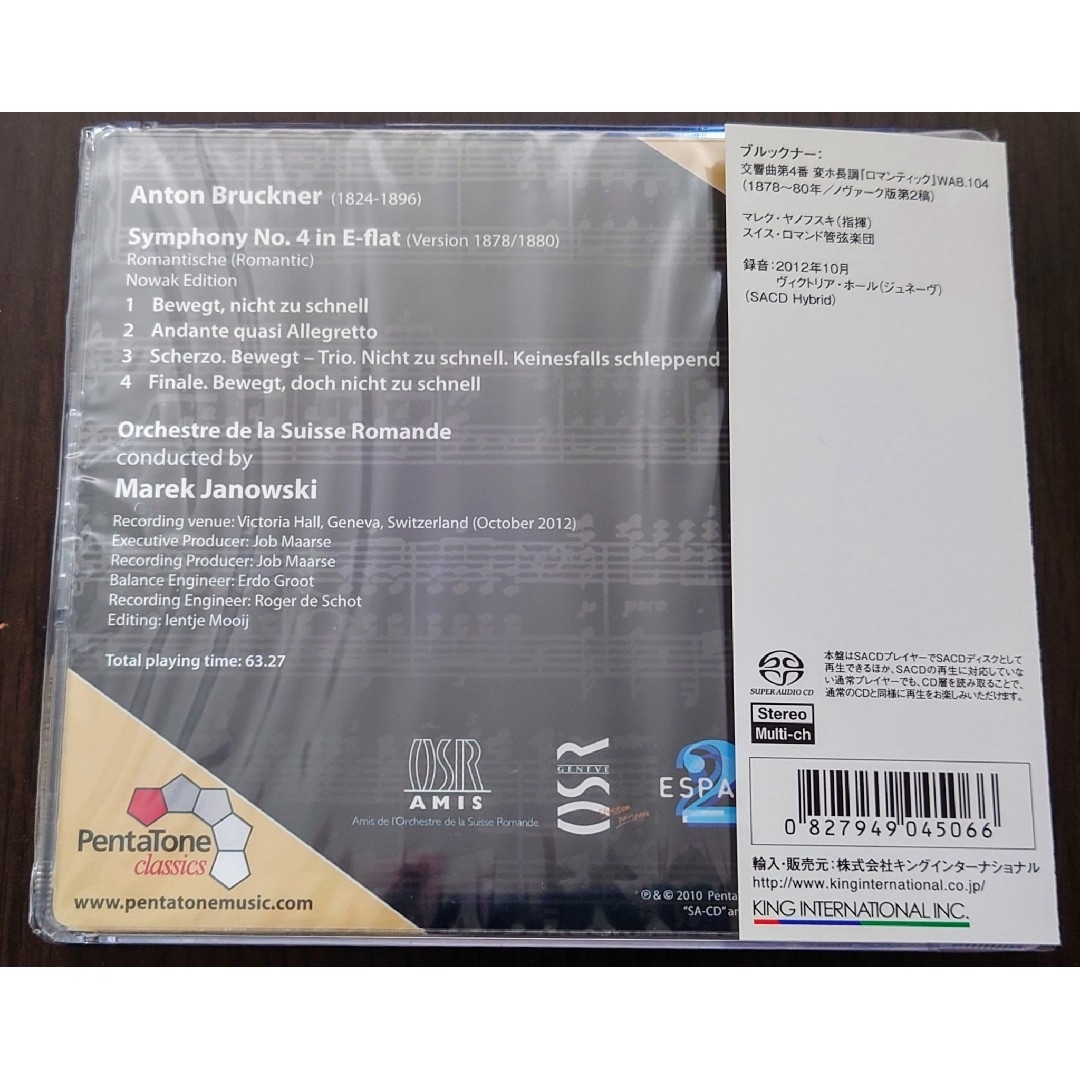 Anton Bruckner (1824-1896)
Symphony No. 4 in E-flat (Version 1878/1880)
Romantische (Romantic)
Nowak Edition
1 Bewegt, nicht zu schnell
2 Andante quasi Allegretto
3 Scherzo. Bewegt – Trio. Nicht zu schnell. Keinesfalls schleppend
4 Finale. Bewegt, doch nicht zu schnell
Orchestre de la Suisse Romande
conducted by
Marek Janowski
Recording venue: Victoria Hall, Geneva, Switzerland (October 2012)
Executive Producer: Job Maarse
Recording Producer: Job Maarse
Balance Engineer: Erdo Groot
Recording Engineer: Roger de Schot
Editing: Ientje Mooij
Total playing time: 63.27
OSR
AMIS
Amis de l'Orchestre de la Suisse Romande
OSR
GENEVE
ESPA
2
PentaTone
classics
www.pentatonemusic.com
℗ & © 2010 Penta
"SA-CD" an
ブルックナー:
交響曲第4番 変ホ長調『ロマンティック』WAB.104
(1878〜80年/ノヴァーク版第2稿)
マレク・ヤノフスキ(指揮)
スイス・ロマンド管弦楽団
録音:2012年10月
ヴィクトリア・ホール(ジュネーヴ)
(SACD Hybrid)
SUPER AUDIO CD
本盤はSACDプレイヤーでSACDディスクとして
再生できるほか、SACDの再生に対応していな
い通常プレイヤーでも、CD層を読み取ることで、
通常のCDと同様に再生をお楽しみいただけます。
Stereo
Multi-ch
0 827949 045066
輸入・販売元:株式会社キングインターナショナル
http://www.kinginternational.co.jp/
KING INTERNATIONAL INC.